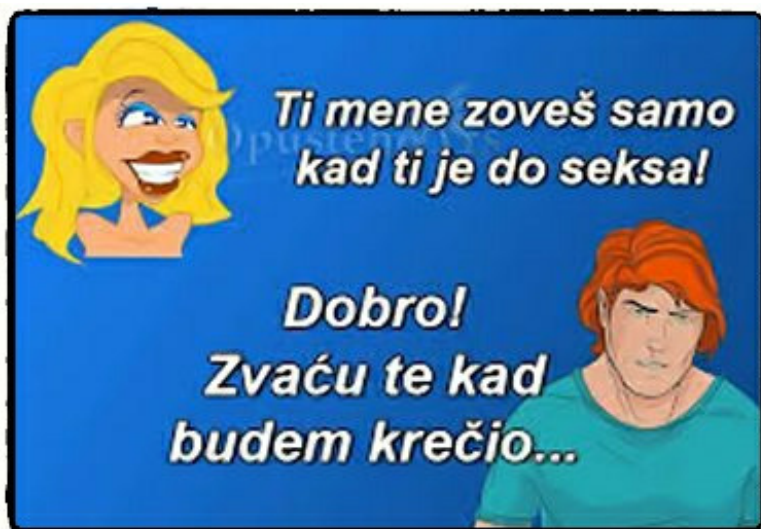 Ti mene zoveš samo
kad ti je do seksa!
Dobro!
Zvaću te kad
budem krečio...